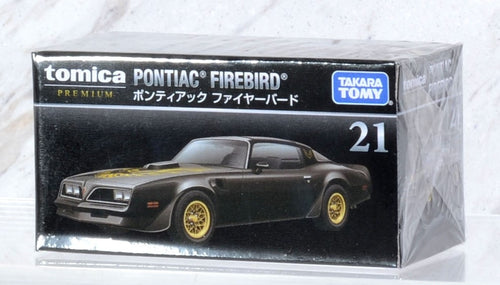 tomica
PREMIUM
PONTIAC® FIREBIRD®
ポンティアック ファイヤーバード
TAKARA
TOMY
21